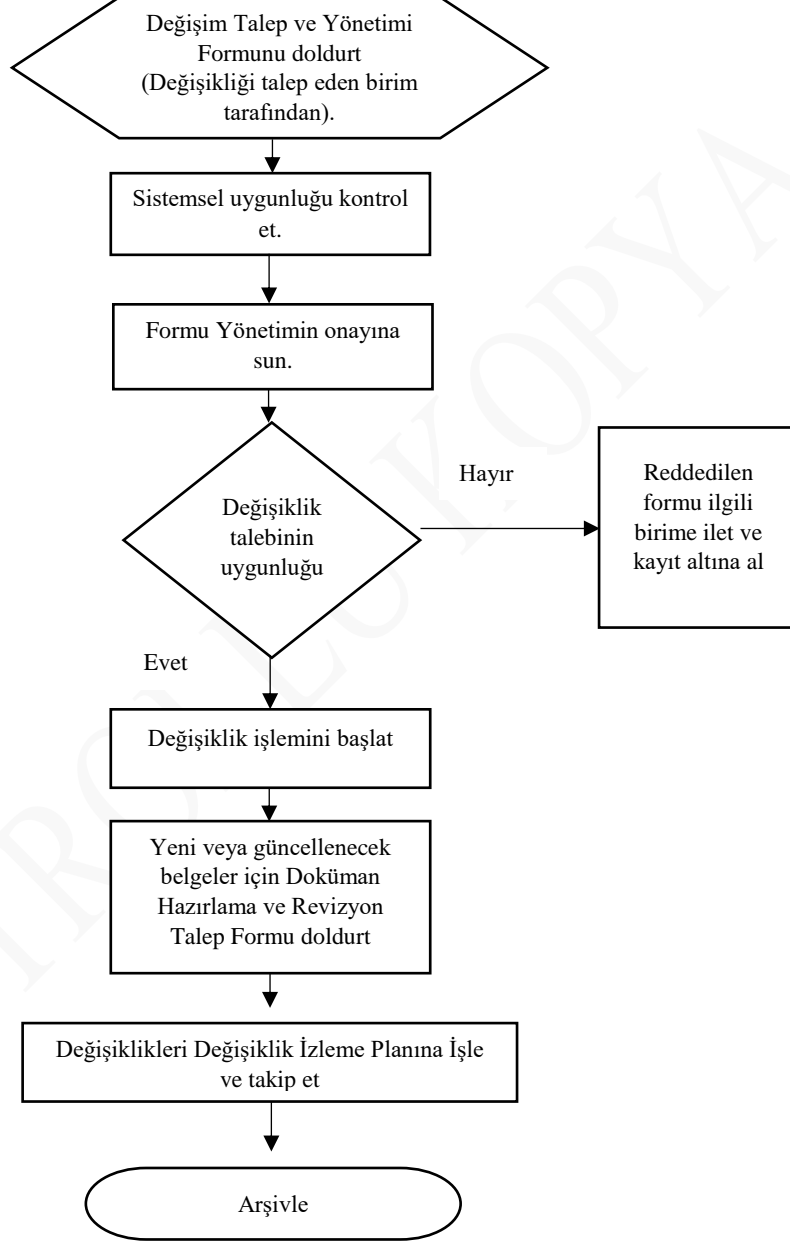 Değişim Talep ve Yönetimi
Formunu doldurt
(Değişikliği talep eden birim
tarafından).
Sistemsel uygunluğu kontrol
et.
Formu Yönetimin onayına
sun.
Değişiklik
talebinin
uygunluğu
Hayır
Reddedilen
formu ilgili
birime ilet ve
kayıt altına al
Evet
Değişiklik işlemini başlat
Yeni veya güncellenecek
belgeler için Doküman
Hazırlama ve Revizyon
Talep Formu doldurt
Değişiklikleri Değişiklik İzleme Planına İşle
ve takip et
Arşivle